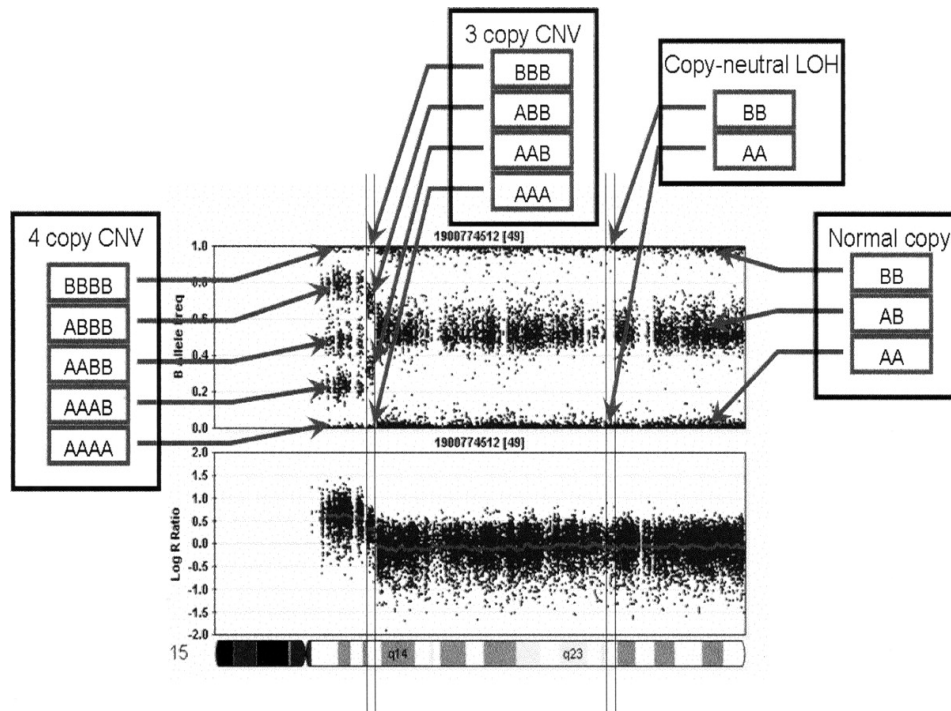 3 copy CNV
BBB
ABB
AAB
AAA
Copy-neutral LOH
BB
AA
4 copy CNV
BBBB
ABBB
AABB
AAAB
AAAA
Normal copy
BB
AB
AA
1900774512 [49]
B Allele Freq
1.0
0.8
0.6
0.4
0.2
0.0
1900774512 [49]
Log R Ratio
2.0
1.5
1.0
0.5
0.0
-0.5
-1.0
-1.5
-2.0
15
q14
q23